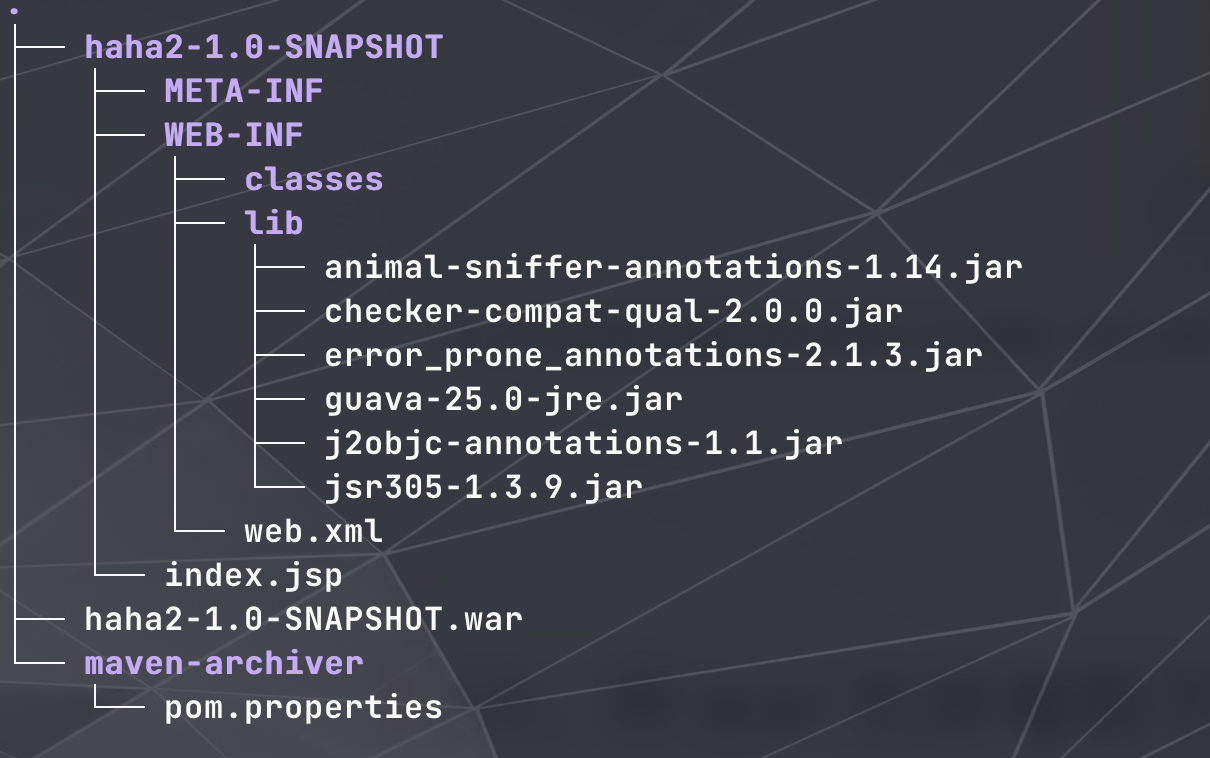 .
├── haha2-1.0-SNAPSHOT
│   ├── META-INF
│   ├── WEB-INF
│   │   ├── classes
│   │   ├── lib
│   │   │   ├── animal-sniffer-annotations-1.14.jar
│   │   │   ├── checker-compat-qual-2.0.0.jar
│   │   │   ├── error_prone_annotations-2.1.3.jar
│   │   │   ├── guava-25.0-jre.jar
│   │   │   ├── j2objc-annotations-1.1.jar
│   │   │   └── jsr305-1.3.9.jar
│   │   └── web.xml
│   └── index.jsp
├── haha2-1.0-SNAPSHOT.war
└── maven-archiver
    └── pom.properties